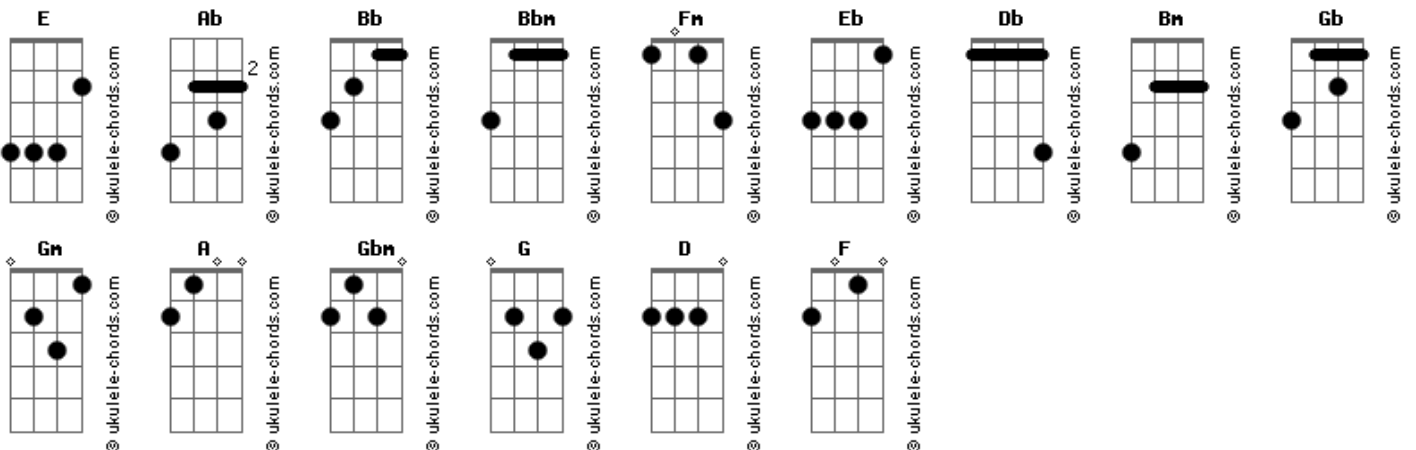 E Ab Bb Bbm Fm Eb Db Bm Gb
2
© ukulele-chords.com © ukulele-chords.com © ukulele-chords.com © ukulele-chords.com © ukulele-chords.com © ukulele-chords.com © ukulele-chords.com © ukulele-chords.com © ukulele-chords.com
Gm A Gbm G D F
© ukulele-chords.com © ukulele-chords.com © ukulele-chords.com © ukulele-chords.com © ukulele-chords.com © ukulele-chords.com